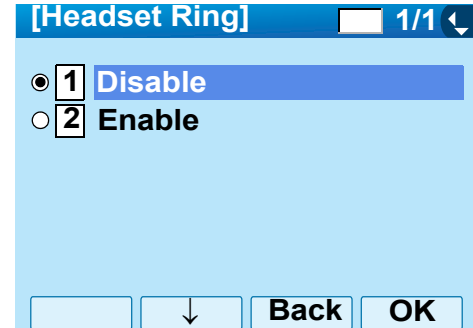 [Headset Ring] 1/1
1 Disable
2 Enable
↓ Back OK